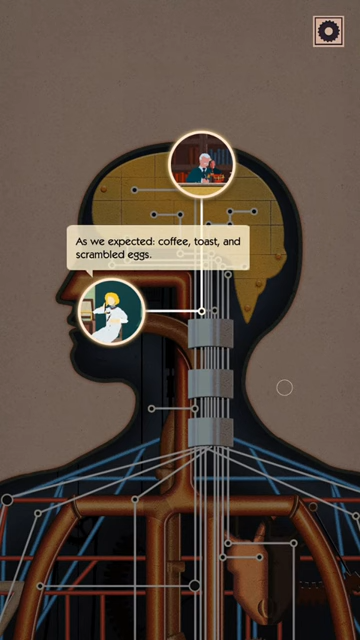 As we expected: coffee, toast, and
scrambled eggs.